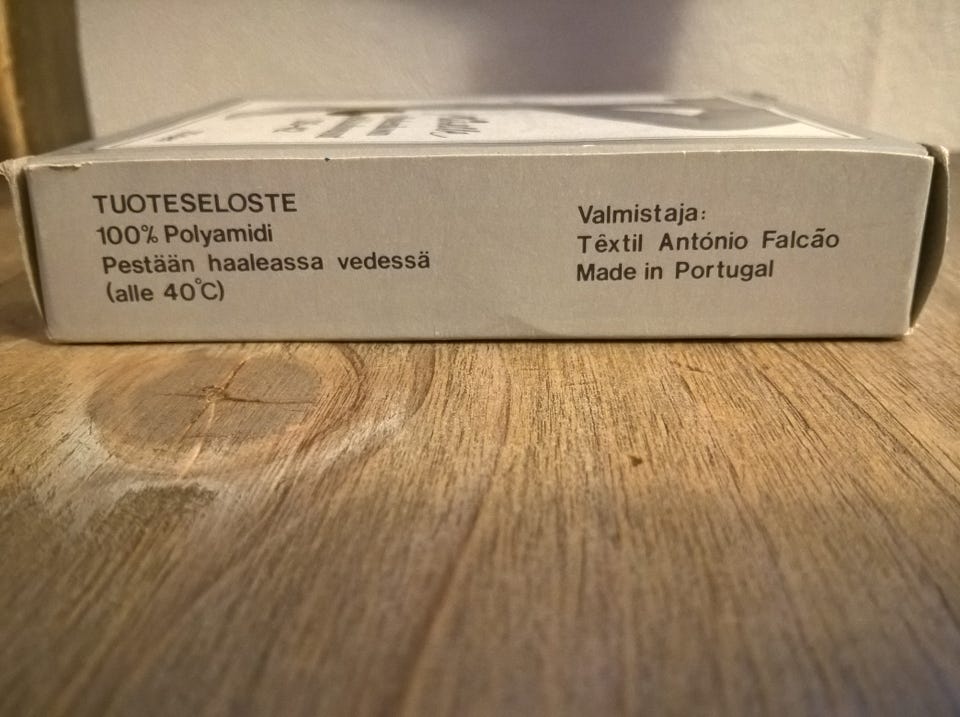 TUOTESELOSTE
100% Polyamidi
Pestään haaleassa vedessä
(alle 40°C)
Valmistaja:
Têxtil António Falcão
Made in Portugal